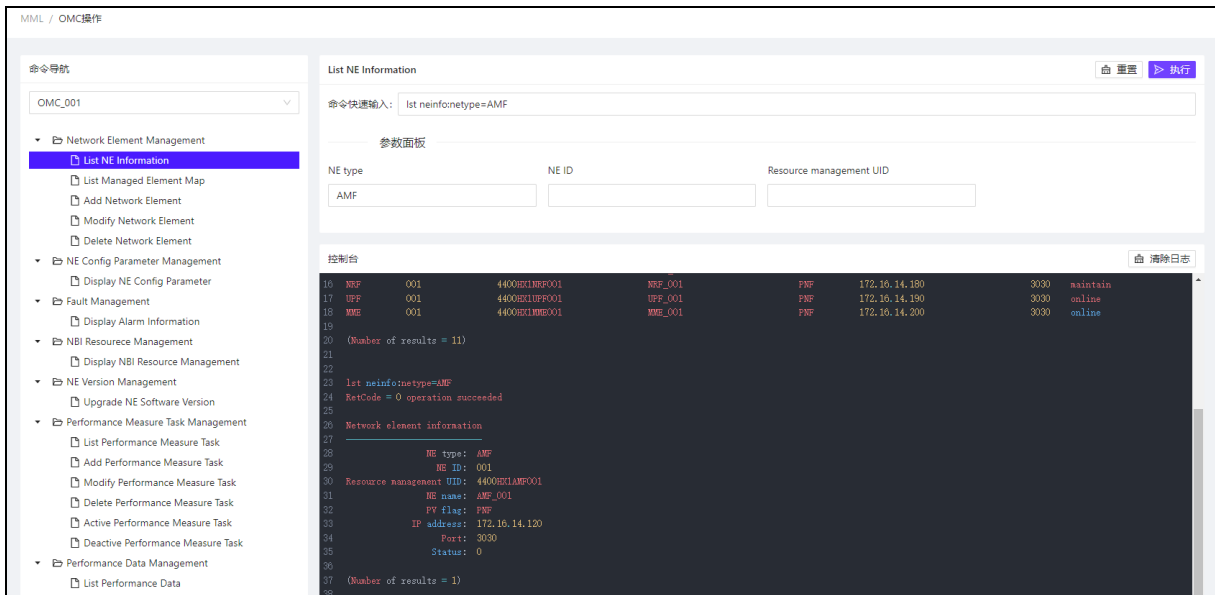 MML / OMC操作
命令导航
OMC_001
Network Element Management
List NE Information
List Managed Element Map
Add Network Element
Modify Network Element
Delete Network Element
NE Config Parameter Management
Display NE Config Parameter
Fault Management
Display Alarm Information
NBI Resourece Management
Display NBI Resource Management
NE Version Management
Upgrade NE Software Version
Performance Measure Task Management
List Performance Measure Task
Add Performance Measure Task
Modify Performance Measure Task
Delete Performance Measure Task
Active Performance Measure Task
Deactive Performance Measure Task
Performance Data Management
List Performance Data
List NE Information 重置 执行
命令快速输入: lst neinfo:netype=AMF
参数面板
NE type NE ID Resource management UID
AMF
控制台 清除日志
16 NRF 001 4400HX1NRF001 NRF_001 PNF 172.16.14.180 3030 maintain
17 UPF 001 4400HX1UPF001 UPF_001 PNF 172.16.14.190 3030 online
18 MME 001 4400HX1MME001 MME_001 PNF 172.16.14.200 3030 online
19
20 (Number of results = 11)
21
22
23 lst neinfo:netype=AMF
24 RetCode = 0 operation succeeded
25
26 Network element information
27 ————————————
28 NE type: AMF
29 NE ID: 001
30 Resource management UID: 4400HX1AMF001
31 NE name: AMF_001
32 PV flag: PNF
33 IP address: 172.16.14.120
34 Port: 3030
35 Status: 0
36
37 (Number of results = 1)
38